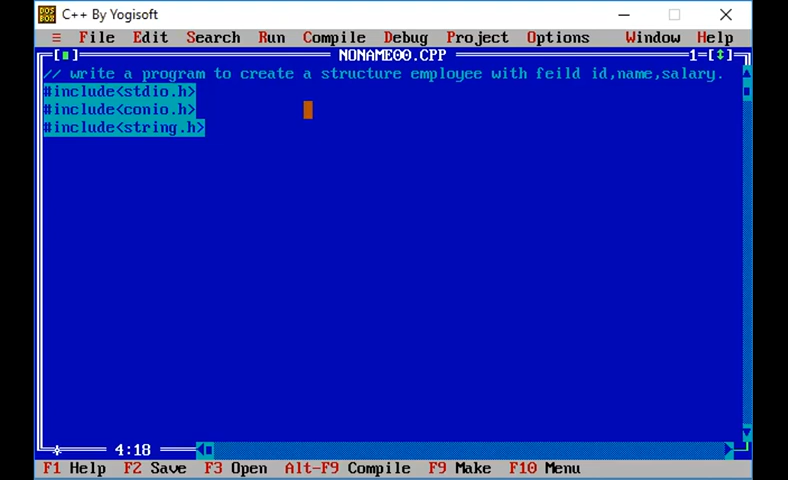 C++ By Yogisoft
≡ File Edit Search Run Compile Debug Project Options Window Help
NONAME00.CPP 1=[↕]
// write a program to create a structure employee with feild id,name,salary.
#include<stdio.h>
#include<conio.h>
#include<string.h>
4:18
F1 Help F2 Save F3 Open Alt-F9 Compile F9 Make F10 Menu